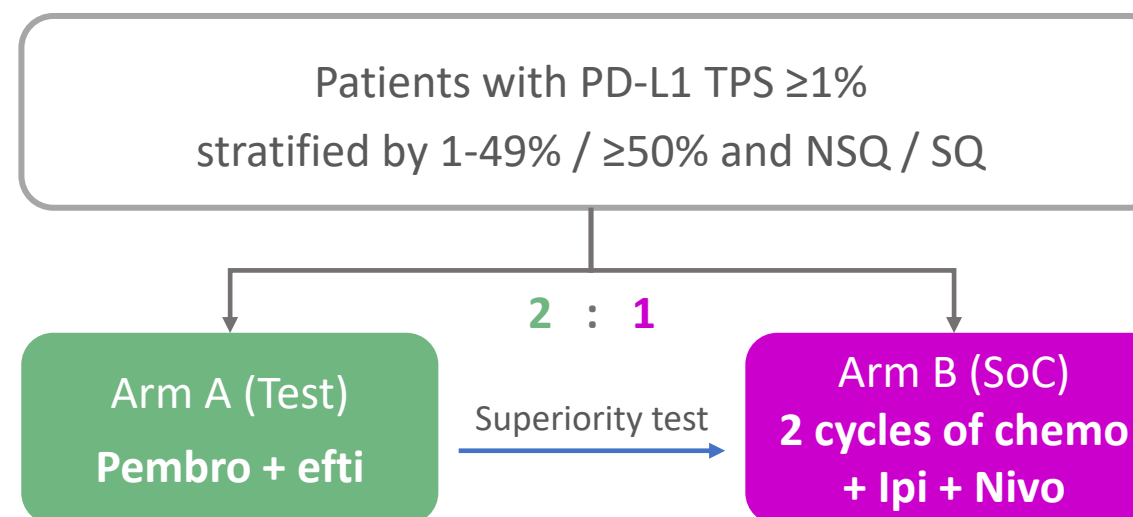 Patients with PD-L1 TPS ≥1%
stratified by 1-49% / ≥50% and NSQ / SQ
2 : 1
Arm A (Test)
Pembro + efti
Superiority test
Arm B (SoC)
2 cycles of chemo
+ Ipi + Nivo